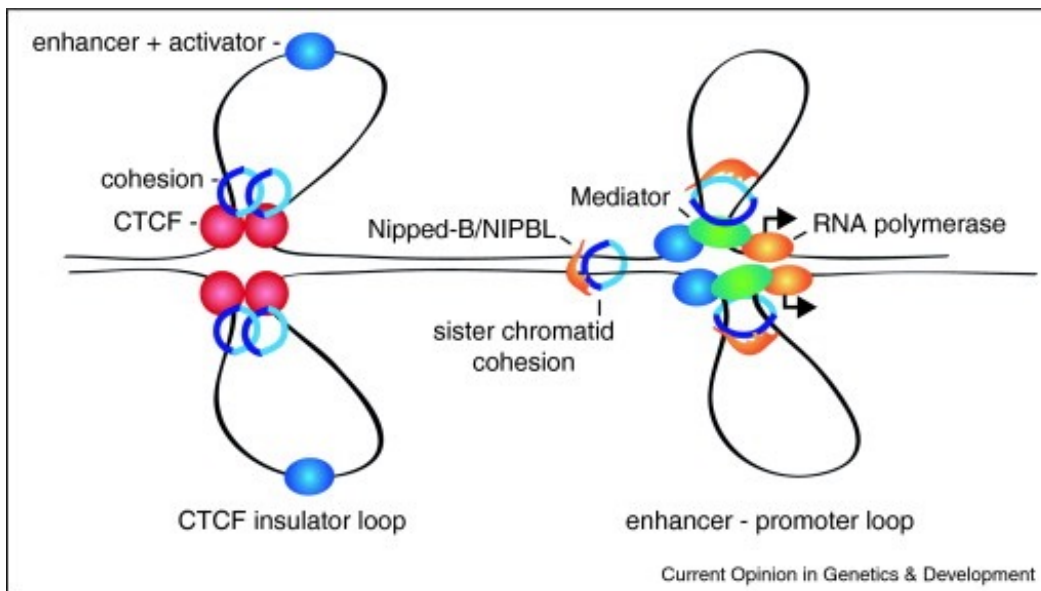 enhancer + activator -
cohesion -
CTCF -
Nipped-B/NIPBL
Mediator
RNA polymerase
sister chromatid
cohesion
CTCF insulator loop
enhancer - promoter loop
Current Opinion in Genetics & Development